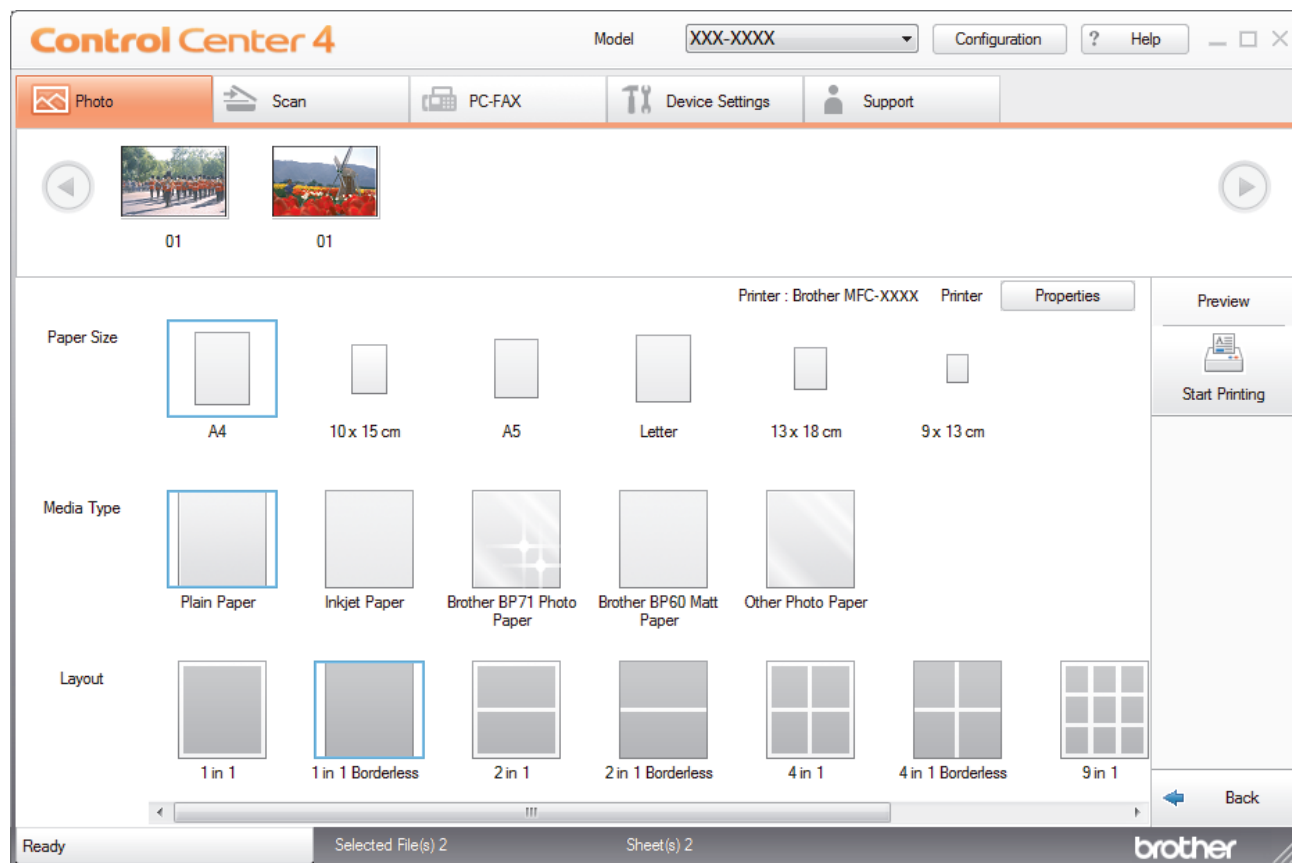 Control Center 4
Model XXX-XXXX Configuration ? Help
Photo Scan PC-FAX Device Settings Support
01 01
Printer : Brother MFC-XXXX Printer Properties
Preview
Paper Size
Start Printing
A4 10 x 15 cm A5 Letter 13 x 18 cm 9 x 13 cm
Media Type
Plain Paper Inkjet Paper Brother BP71 Photo Paper Brother BP60 Matt Paper Other Photo Paper
Layout
1 in 1 1 in 1 Borderless 2 in 1 2 in 1 Borderless 4 in 1 4 in 1 Borderless 9 in 1
Back
Ready Selected File(s) 2 Sheet(s) 2 brother